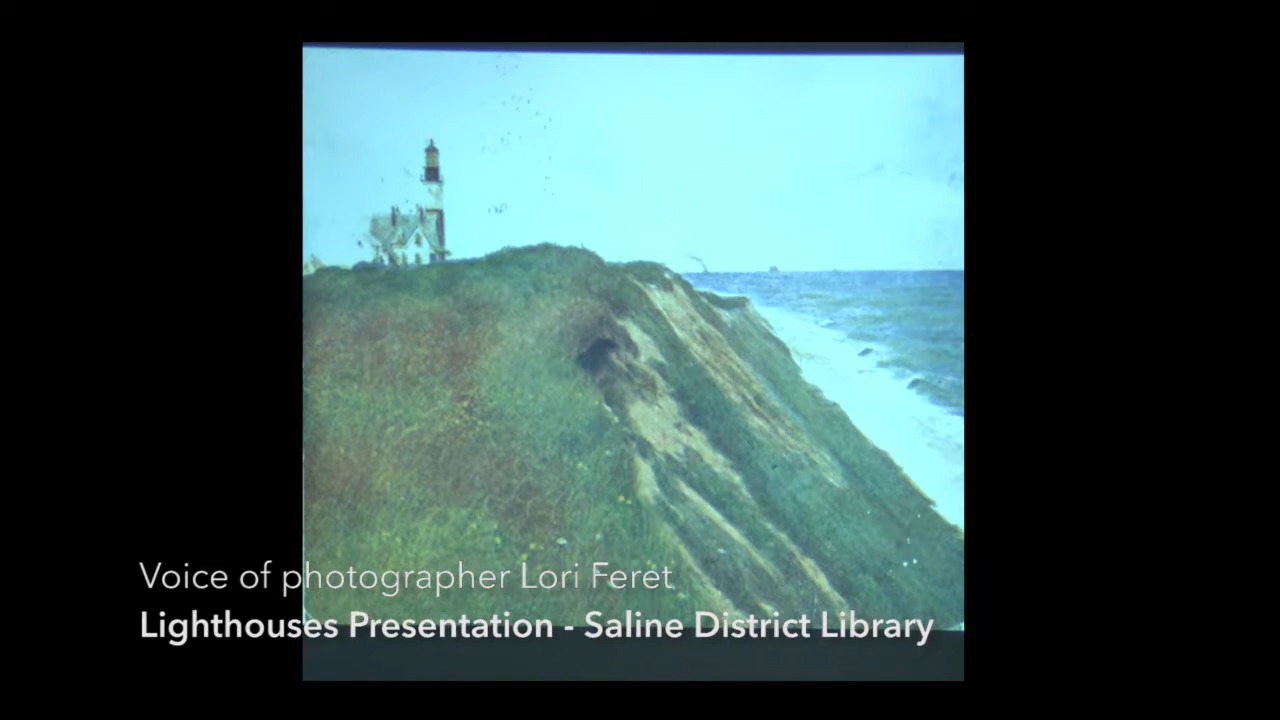 Voice of photographer Lori Feret
Lighthouses Presentation - Saline District Library